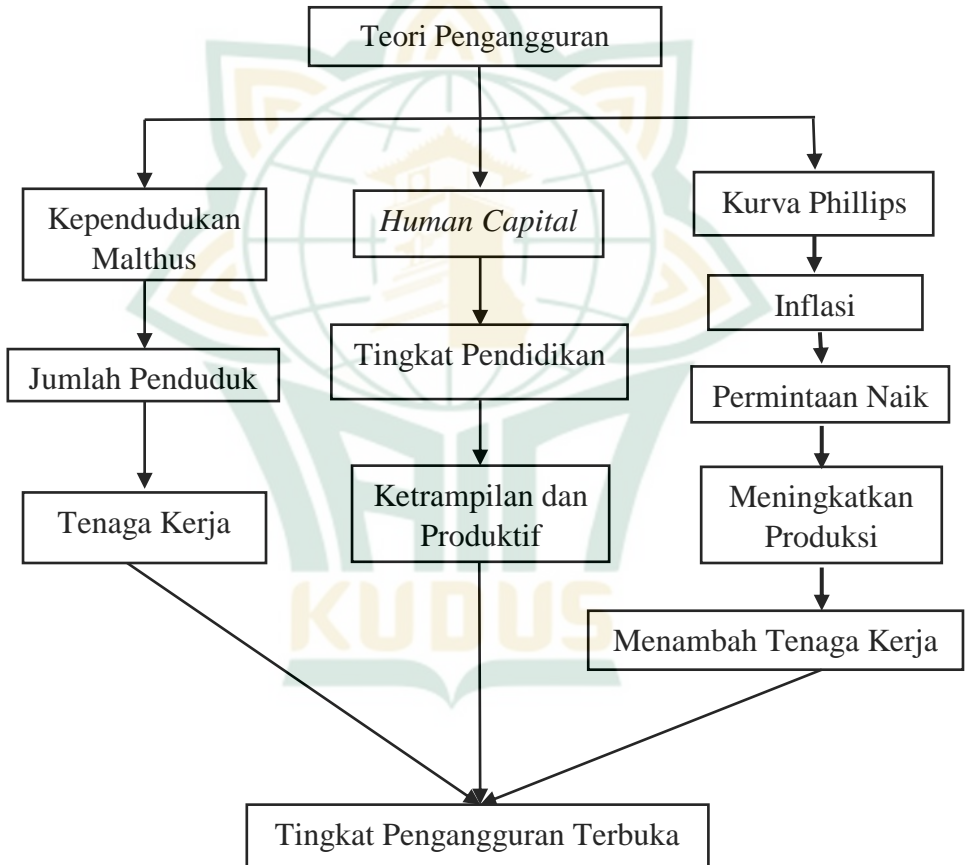 Teori Pengangguran
Kependudukan
Malthus
Jumlah Penduduk
Tenaga Kerja
Human Capital
Tingkat Pendidikan
Ketrampilan dan
Produktif
Kurva Phillips
Inflasi
Permintaan Naik
Meningkatkan
Produksi
Menambah Tenaga Kerja
Tingkat Pengangguran Terbuka
KUDUS